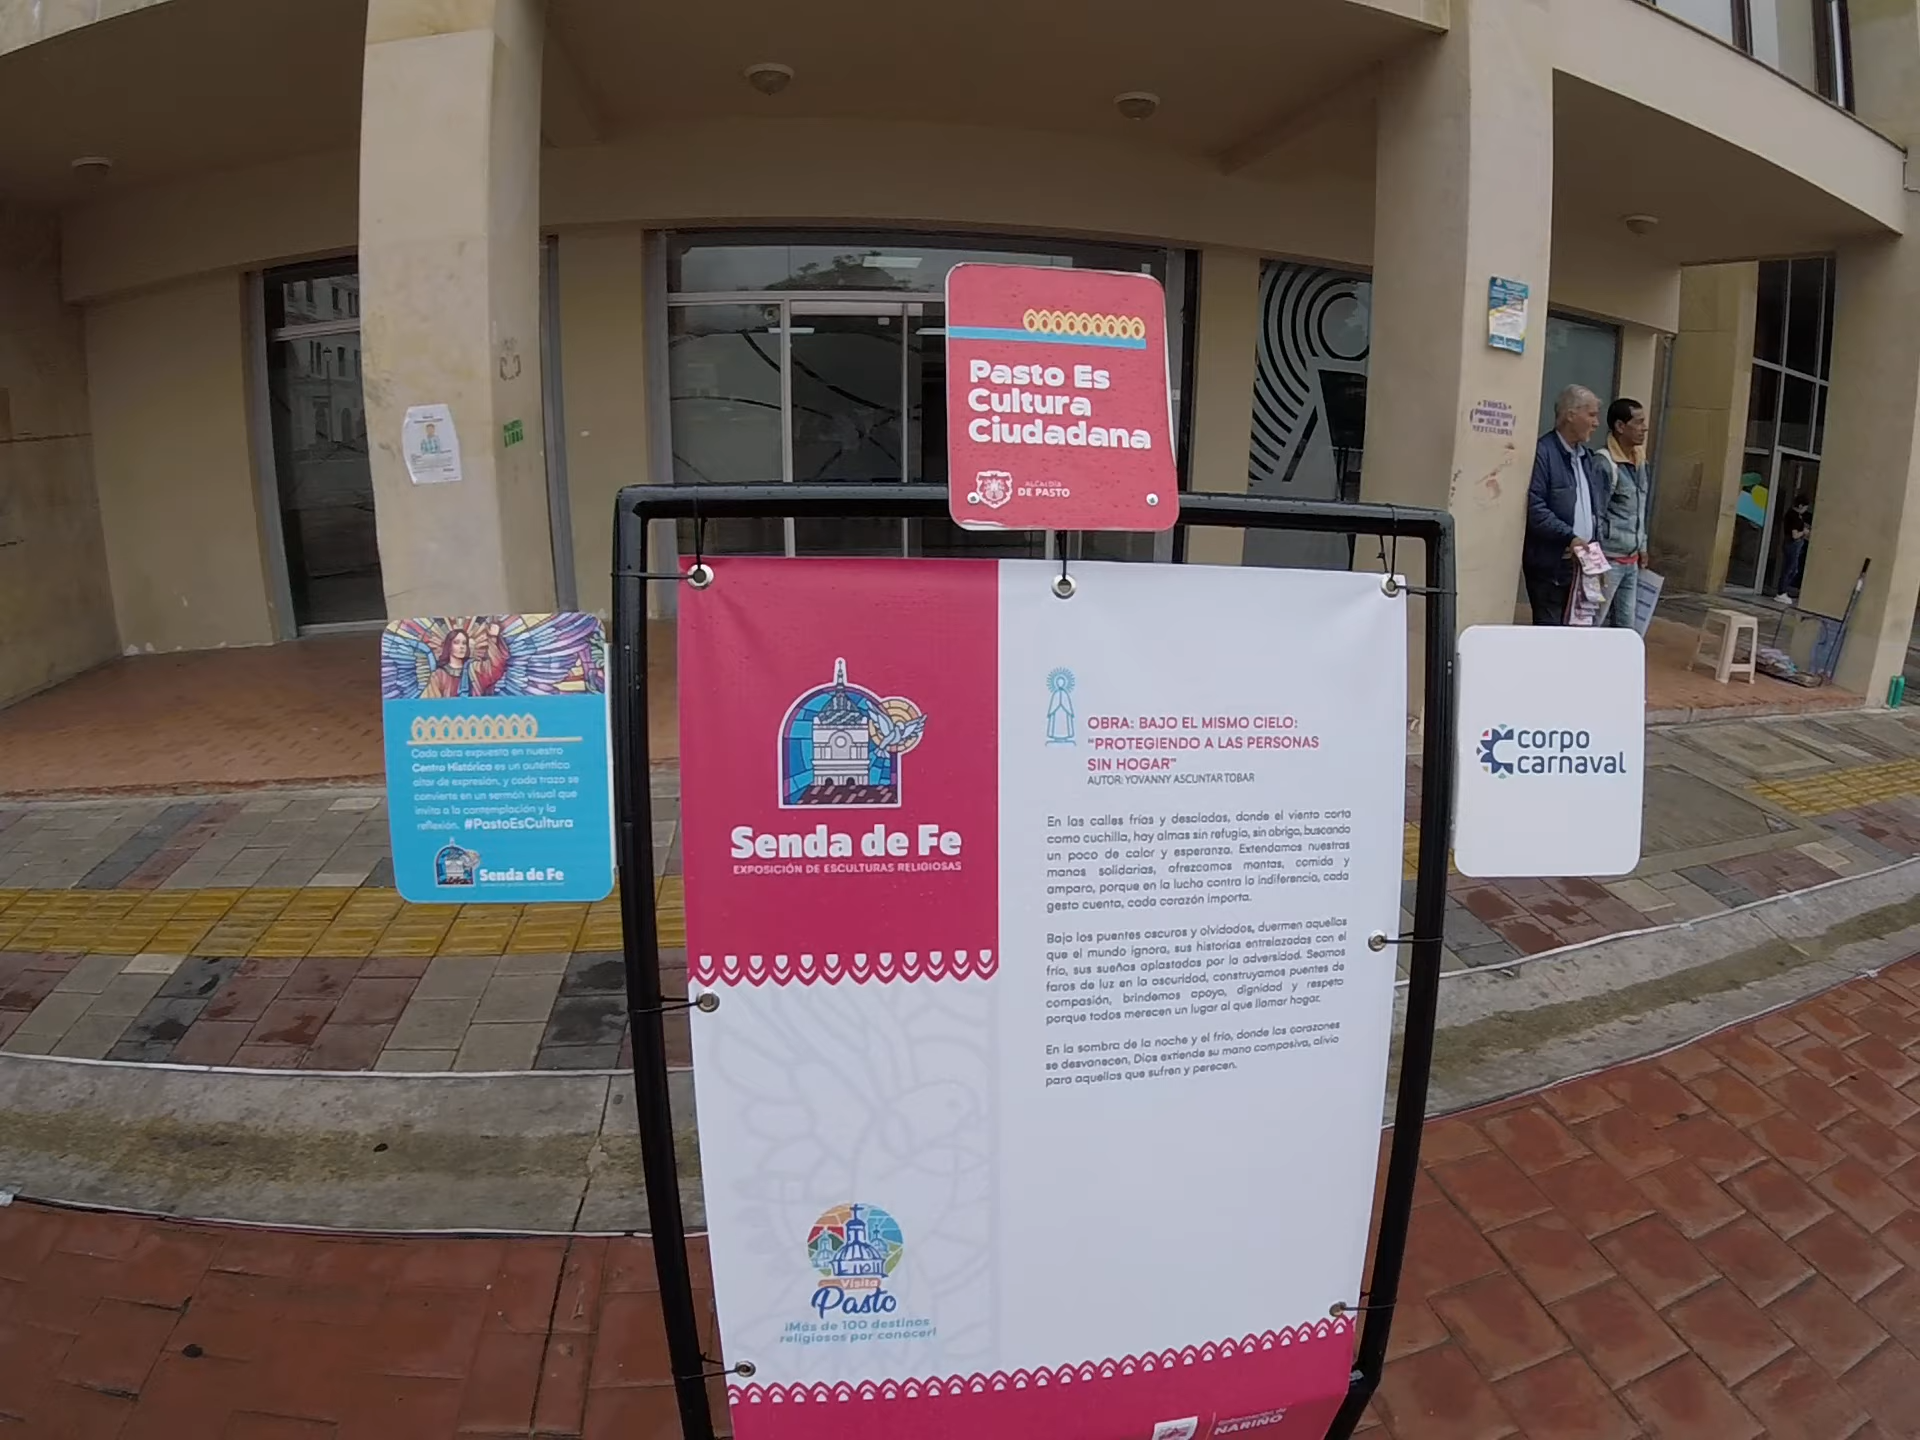 Pasto Es
Cultura
Ciudadana
ALCALDÍA
DE PASTO
Cada obra expuesta en nuestro
Centro Histórico es un auténtico
altar de expresión, y cada trazo se
convierte en un sermón visual que
invita a la contemplación y la
reflexión. #PastoEsCultura
Senda de Fe
Senda de Fe
EXPOSICIÓN DE ESCULTURAS RELIGIOSAS
OBRA: BAJO EL MISMO CIELO:
"PROTEGIENDO A LAS PERSONAS
SIN HOGAR"
AUTOR: YOVANNY ASCUNTAR TOBAR
En las calles frías y desoladas, donde el viento corta
como cuchilla, hay almas sin refugio, sin abrigo, buscando
un poco de calor y esperanza. Extendamos nuestras
manos solidarias, ofrezcamos mantas, comida y
amparo, porque en la lucha contra la indiferencia, cada
gesto cuenta, cada corazón importa.
Bajo los puentes oscuros y olvidados, duermen aquellos
que el mundo ignora, sus historias entrelazadas con el
frío, sus sueños aplastados por la adversidad. Seamos
faros de luz en la oscuridad, construyamos puentes de
compasión, brindemos apoyo, dignidad y respeto
porque todos merecen un lugar al que llamar hogar.
En la sombra de la noche y el frío, donde los corazones
se desvanecen, Dios extiende su mano compasiva, alivio
para aquellos que sufren y perecen.
corpo
carnaval
Visita
Pasto
¡Más de 100 destinos
religiosos por conocer!
Gobernación de
NARIÑO